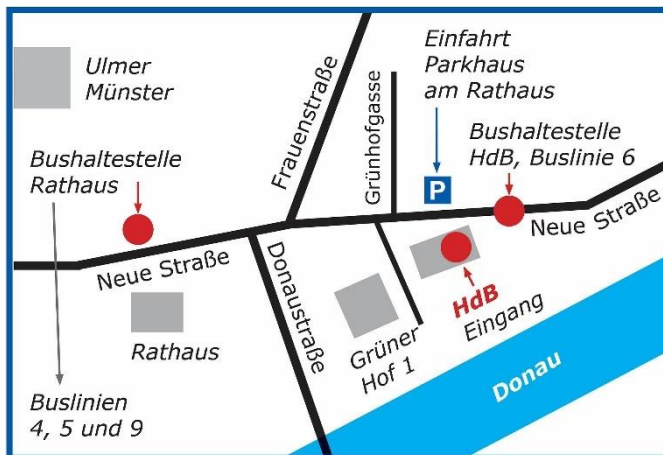 Ulmer
Münster
Frauenstraße
Grünhofgasse
Einfahrt
Parkhaus
am Rathaus
P
Bushaltestelle
HdB, Buslinie 6
Bushaltestelle
Rathaus
Neue Straße
Neue Straße
Donaustraße
Rathaus
Grüner
Hof 1
HdB
Eingang
Donau
Buslinien
4, 5 und 9